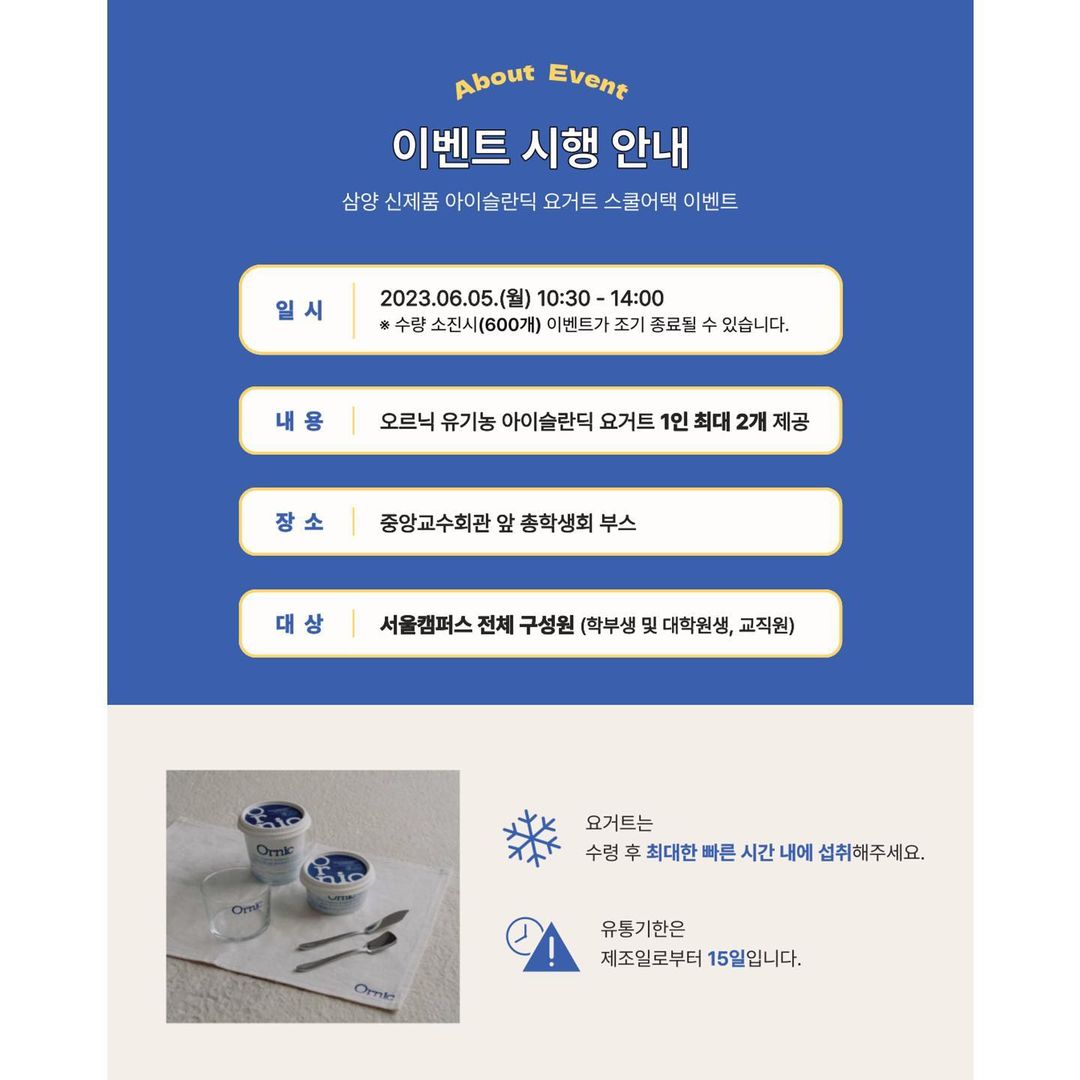 About Event
이벤트 시행 안내
삼양 신제품 아이슬란딕 요거트 스쿨어택 이벤트
일 시
2023.06.05.(월) 10:30 - 14:00
※ 수량 소진시(600개) 이벤트가 조기 종료될 수 있습니다.
내 용
오르닉 유기농 아이슬란딕 요거트 1인 최대 2개 제공
장 소
중앙교수회관 앞 총학생회 부스
대 상
서울캠퍼스 전체 구성원 (학부생 및 대학원생, 교직원)
요거트는
수령 후 최대한 빠른 시간 내에 섭취해주세요.
유통기한은
제조일로부터 15일입니다.
Ornic
Ornic
Ornic
Ornic